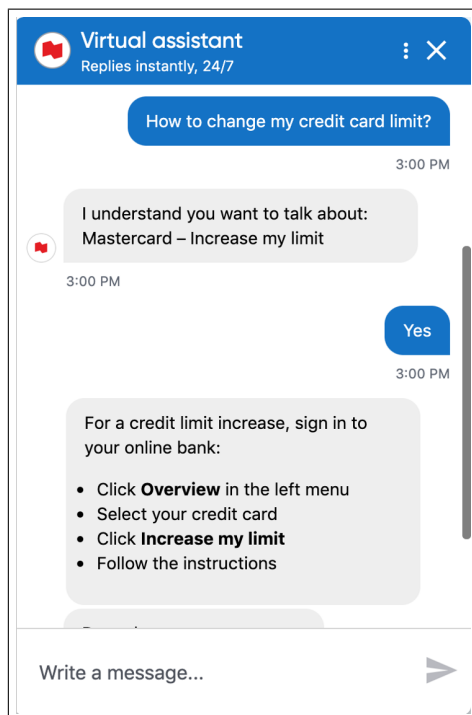 Virtual assistant
Replies instantly, 24/7
How to change my credit card limit?
3:00 PM
I understand you want to talk about:
Mastercard – Increase my limit
3:00 PM
Yes
3:00 PM
For a credit limit increase, sign in to
your online bank:
• Click Overview in the left menu
• Select your credit card
• Click Increase my limit
• Follow the instructions
Write a message...